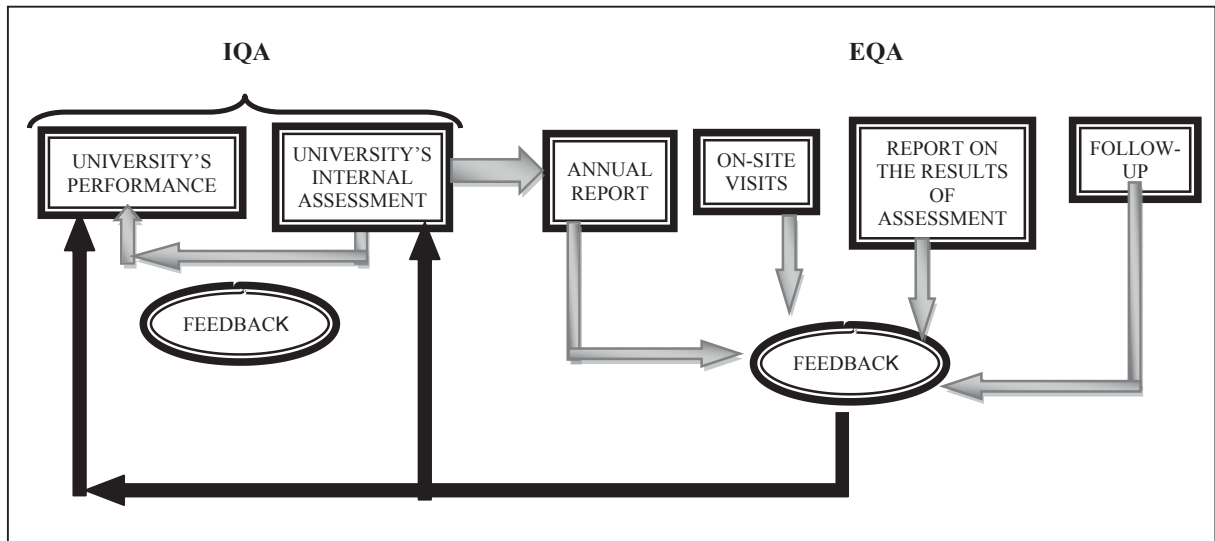 IQA
EQA
UNIVERSITY'S
PERFORMANCE
UNIVERSITY'S
INTERNAL
ASSESSMENT
ANNUAL
REPORT
ON-SITE
VISITS
REPORT ON
THE RESULTS
OF
ASSESSMENT
FOLLOW-
UP
FEEDBACK
FEEDBACK